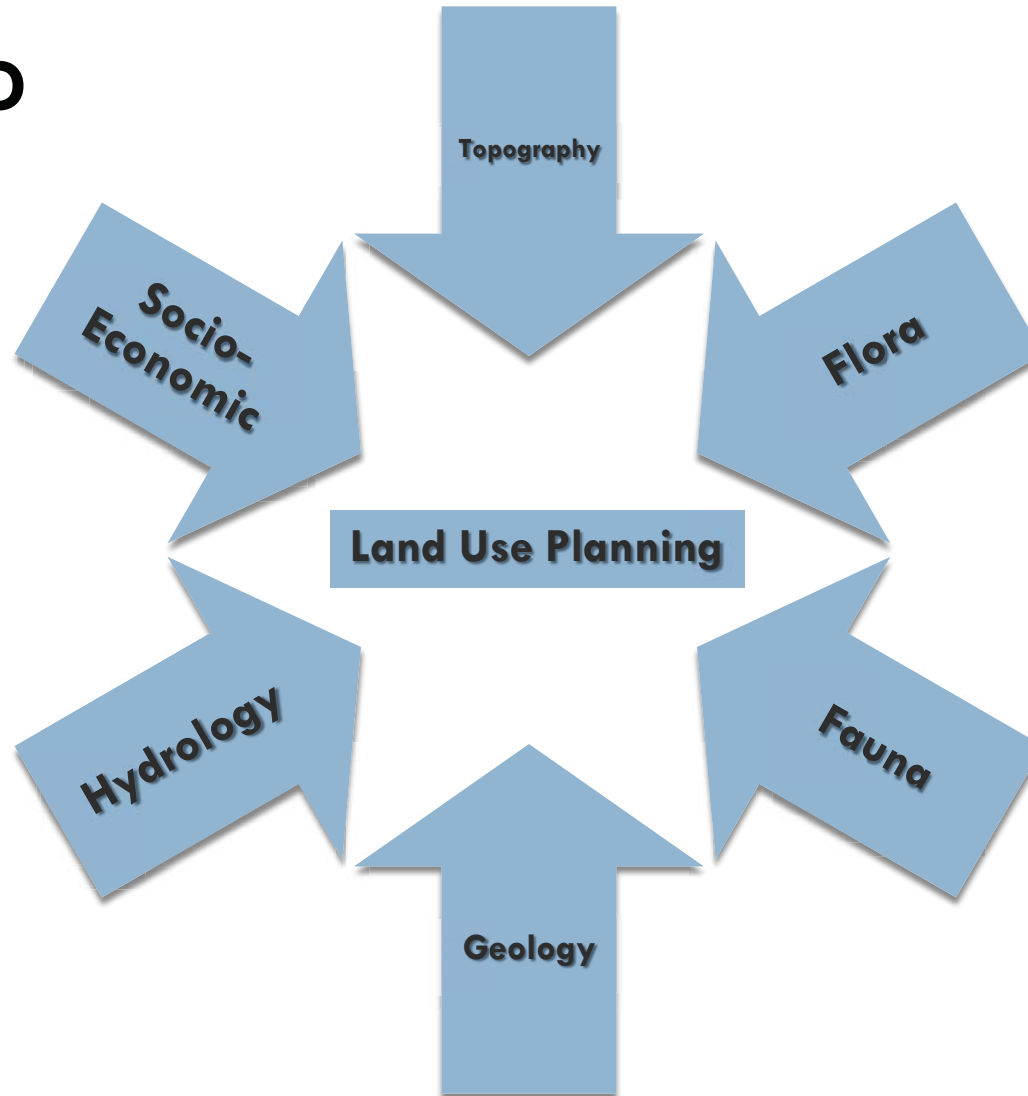 Topography
Socio-
Economic
Flora
Land Use Planning
Hydrology
Fauna
Geology